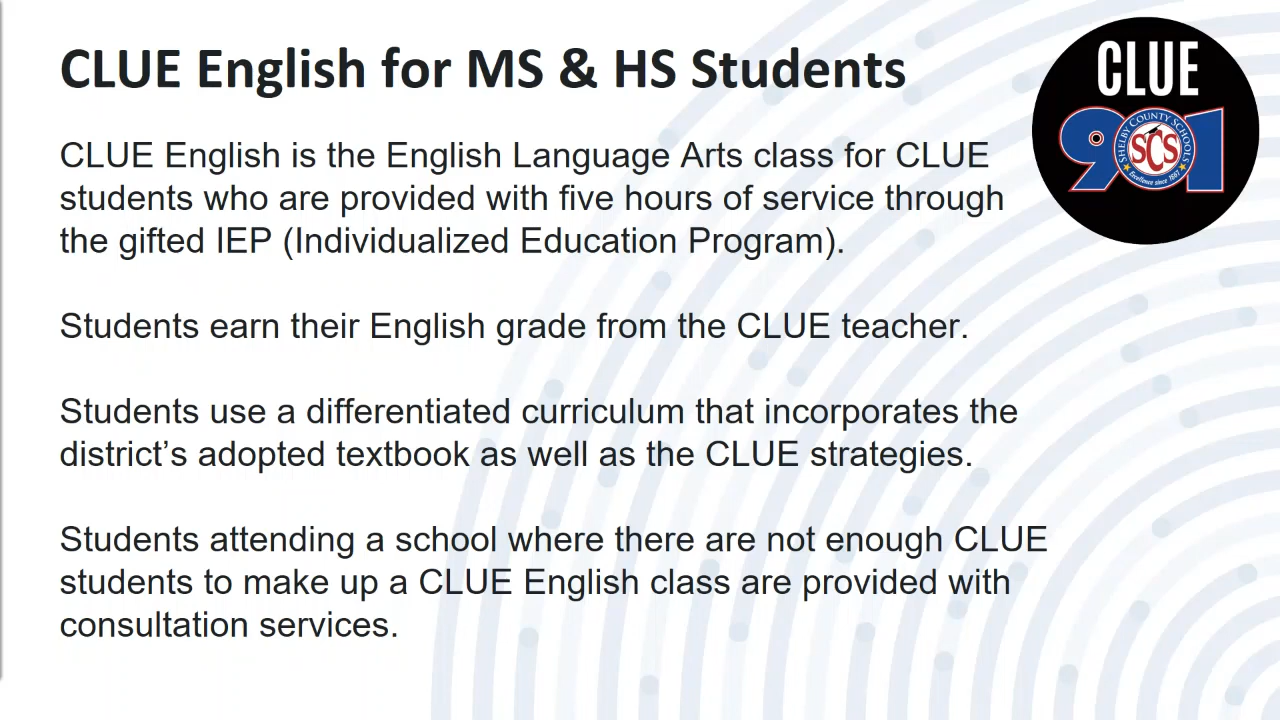 CLUE English for MS & HS Students
CLUE
901
SHELBY COUNTY SCHOOLS
SCS
Excellence since 1867
CLUE English is the English Language Arts class for CLUE
students who are provided with five hours of service through
the gifted IEP (Individualized Education Program).
Students earn their English grade from the CLUE teacher.
Students use a differentiated curriculum that incorporates the
district’s adopted textbook as well as the CLUE strategies.
Students attending a school where there are not enough CLUE
students to make up a CLUE English class are provided with
consultation services.